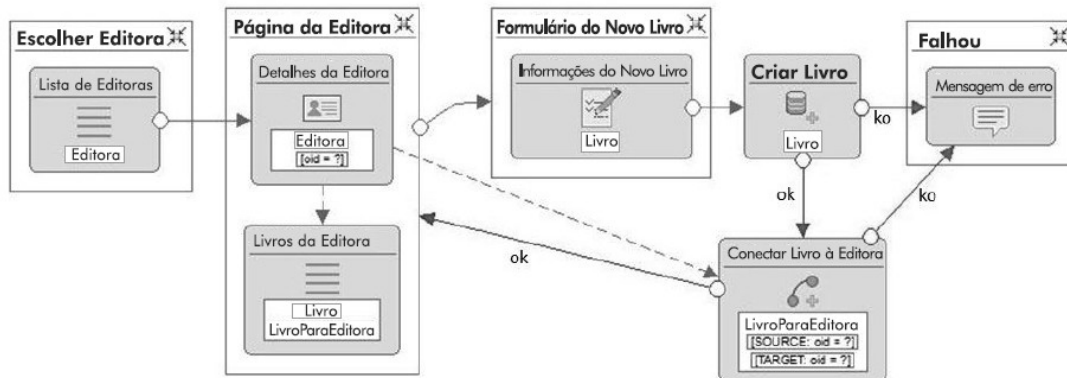 Escolher Editora
Lista de Editoras
Editora
Página da Editora
Detalhes da Editora
Editora
[oid = ?]
Livros da Editora
Livro
LivroParaEditora
Formulário do Novo Livro
Informações do Novo Livro
Livro
Criar Livro
Livro
ko
ok
Falhou
Mensagem de erro
ko
ok
Conectar Livro à Editora
LivroParaEditora
[SOURCE: oid = ?]
[TARGET: oid = ?]